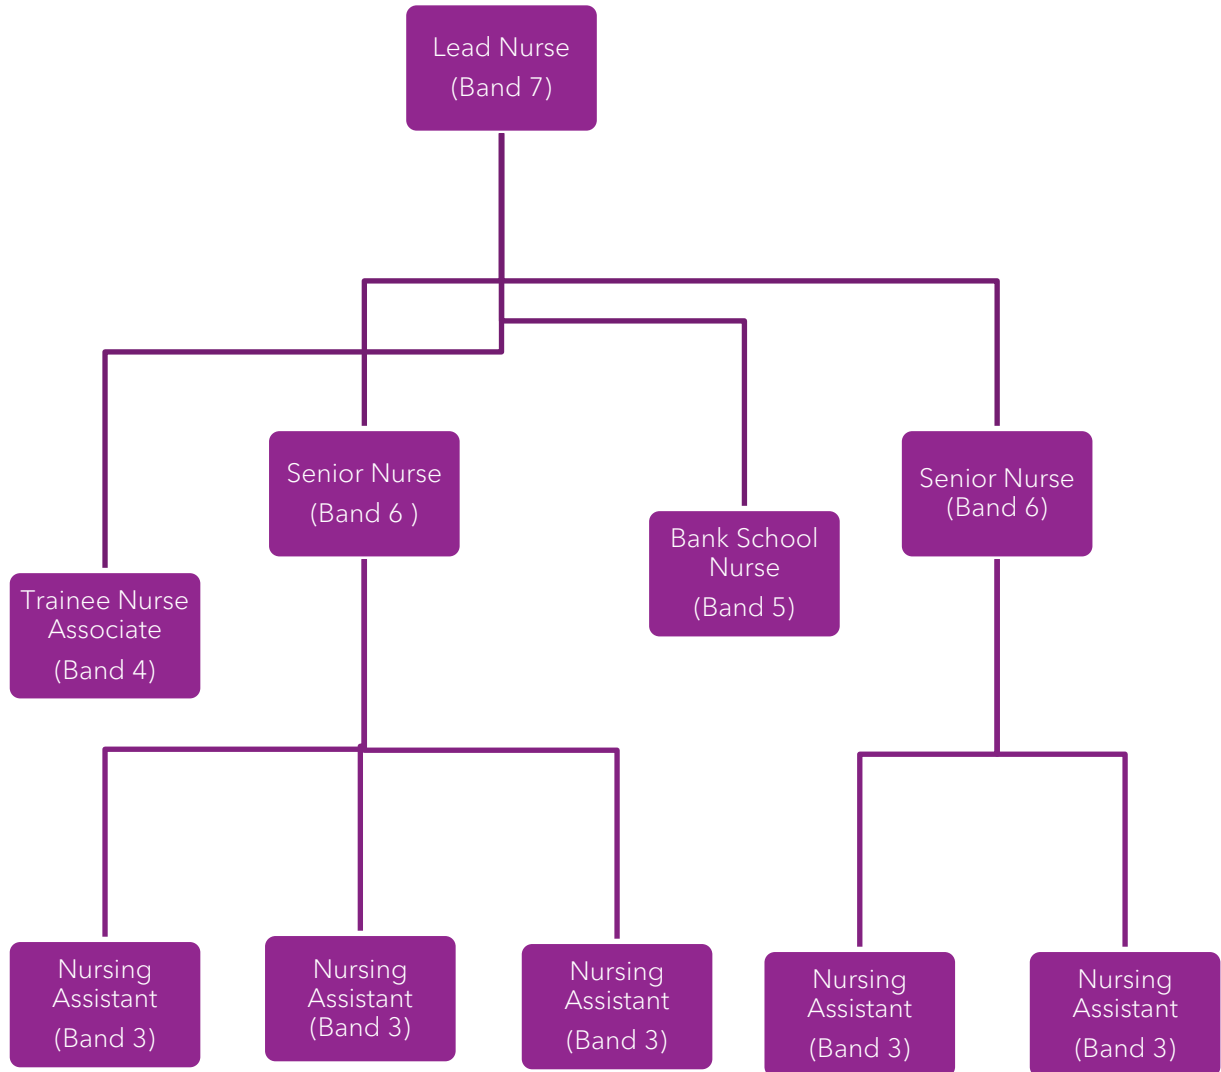 Lead Nurse
(Band 7)
Senior Nurse
(Band 6 )
Senior Nurse
(Band 6)
Bank School
Nurse
(Band 5)
Trainee Nurse
Associate
(Band 4)
Nursing
Assistant
(Band 3)
Nursing
Assistant
(Band 3)
Nursing
Assistant
(Band 3)
Nursing
Assistant
(Band 3)
Nursing
Assistant
(Band 3)